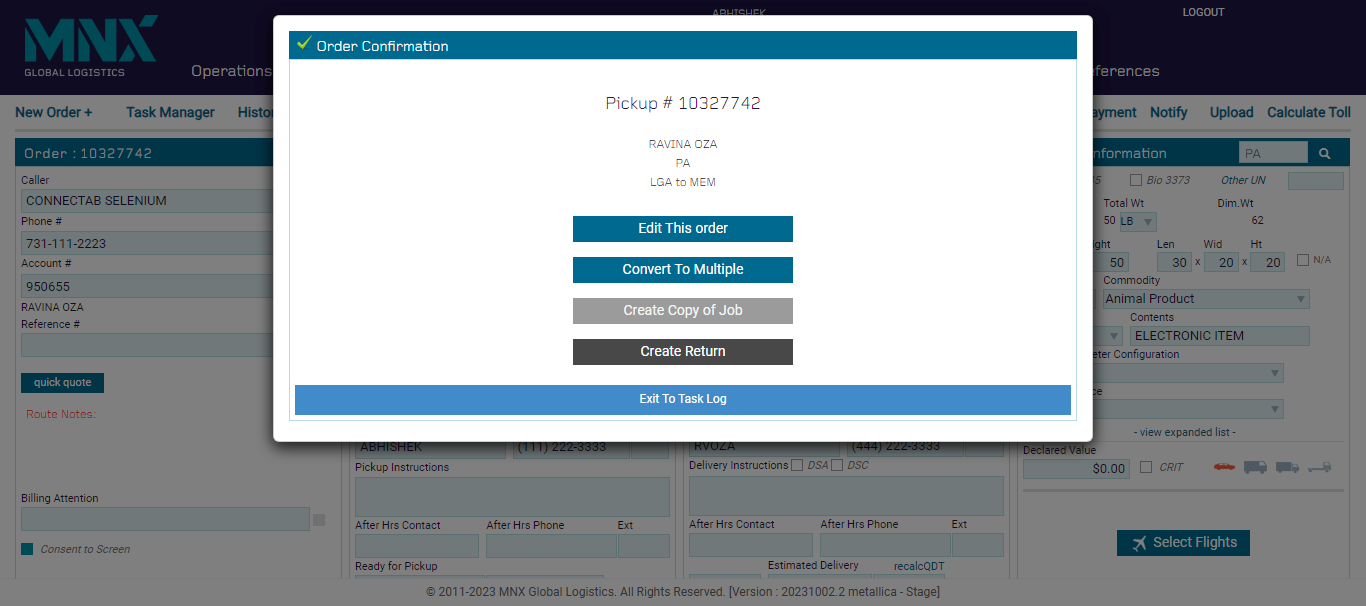 ABHISHEK
LOGOUT
MNX
GLOBAL LOGISTICS
Operations
ferences
Order Confirmation
Pickup # 10327742
RAVINA OZA
PA
LGA to MEM
Edit This order
Convert To Multiple
Create Copy of Job
Create Return
Exit To Task Log
New Order +
Task Manager
Histo
ayment
Notify
Upload
Calculate Toll
Order : 10327742
Caller
CONNECTAB SELENIUM
Phone #
731-111-2223
Account #
950655
RAVINA OZA
Reference #
quick quote
Route Notes:
Billing Attention
Consent to Screen
ABHISHEK
(111) 222-3333
Pickup Instructions
After Hrs Contact
After Hrs Phone
Ext
Ready for Pickup
RVOZA
(444) 222-3333
Delivery Instructions
DSA
DSC
After Hrs Contact
After Hrs Phone
Ext
Estimated Delivery
recalcQDT
nformation
PA
Bio 3373
Other UN
Total Wt
Dim.Wt
50
LB
62
ght
Len
Wid
Ht
50
30
x
20
x
20
N/A
Commodity
Animal Product
Contents
ELECTRONIC ITEM
eter Configuration
ce
- view expanded list -
Declared Value
$0.00
CRIT
Select Flights
© 2011-2023 MNX Global Logistics. All Rights Reserved. [Version : 20231002.2 metallica - Stage]